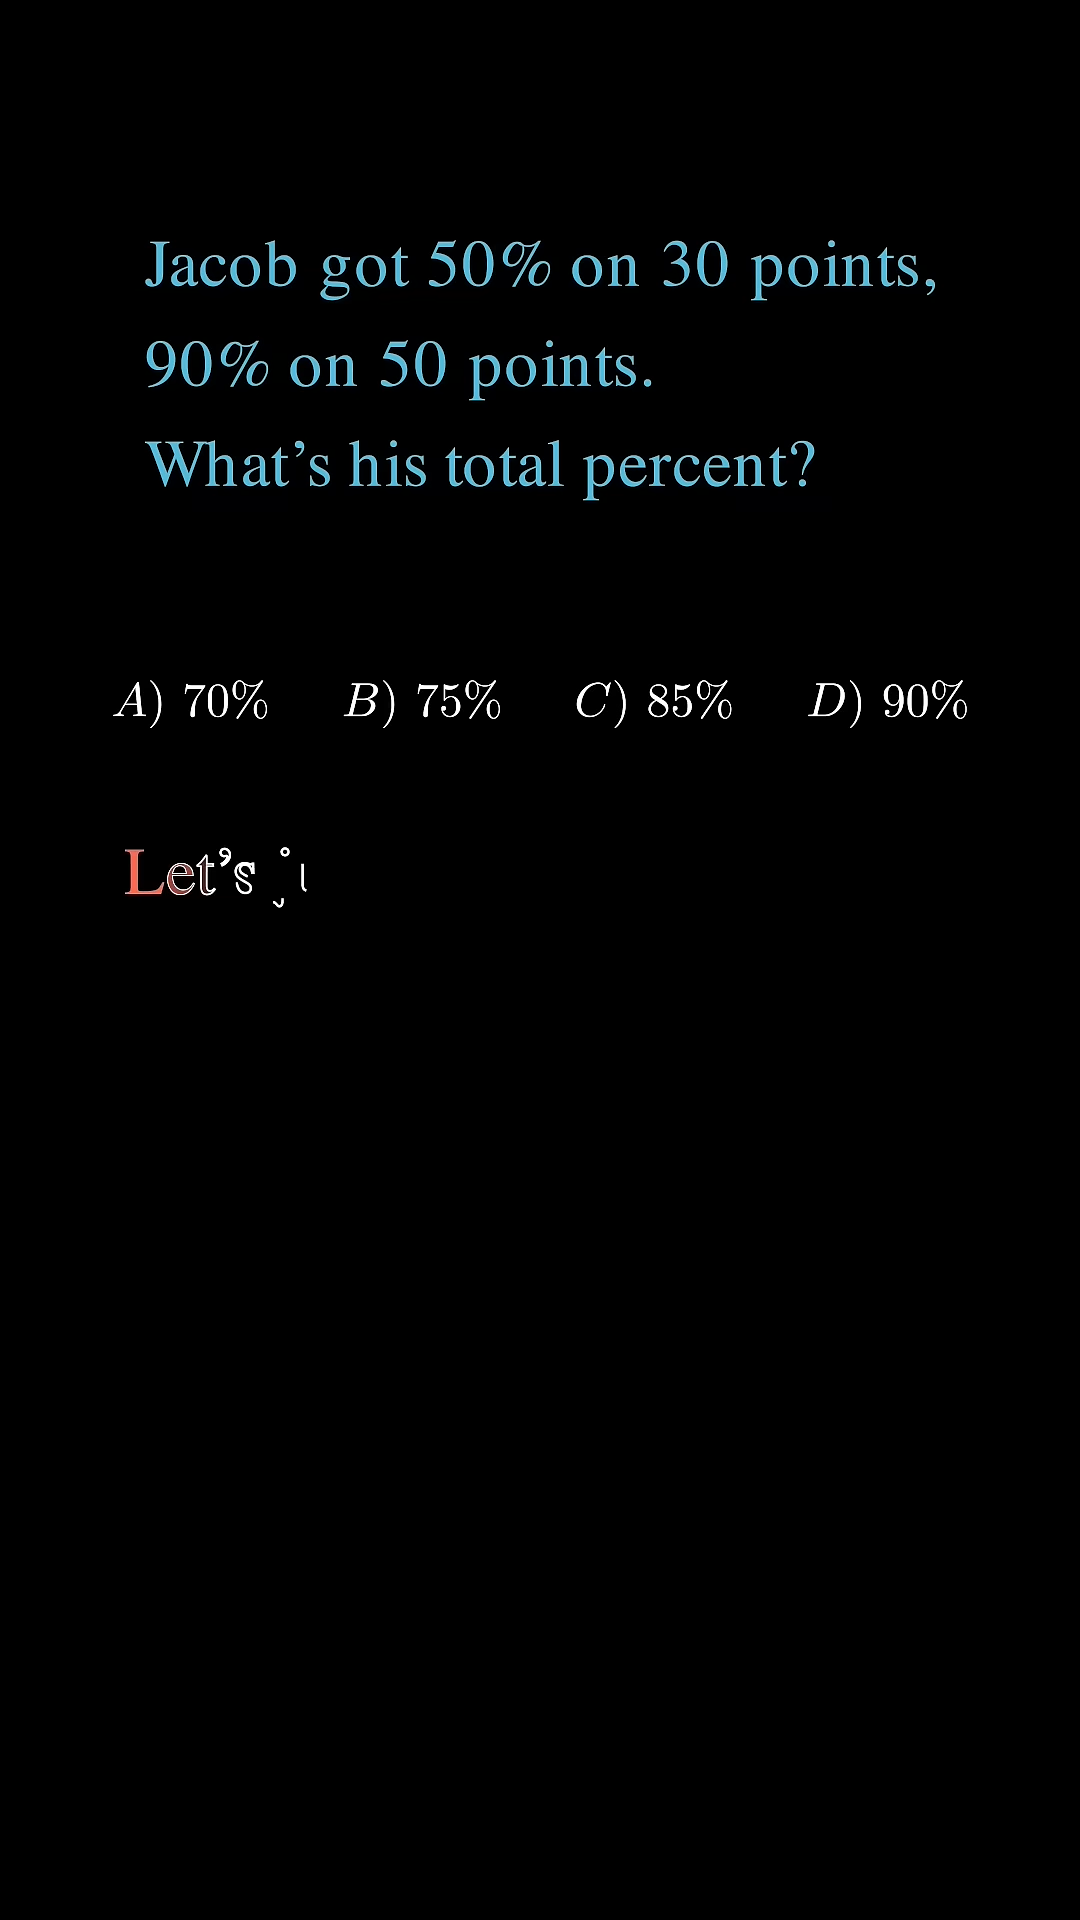 Jacob got 50% on 30 points,
90% on 50 points.
What's his total percent?
A) 70% B) 75% C) 85% D) 90%
Let's